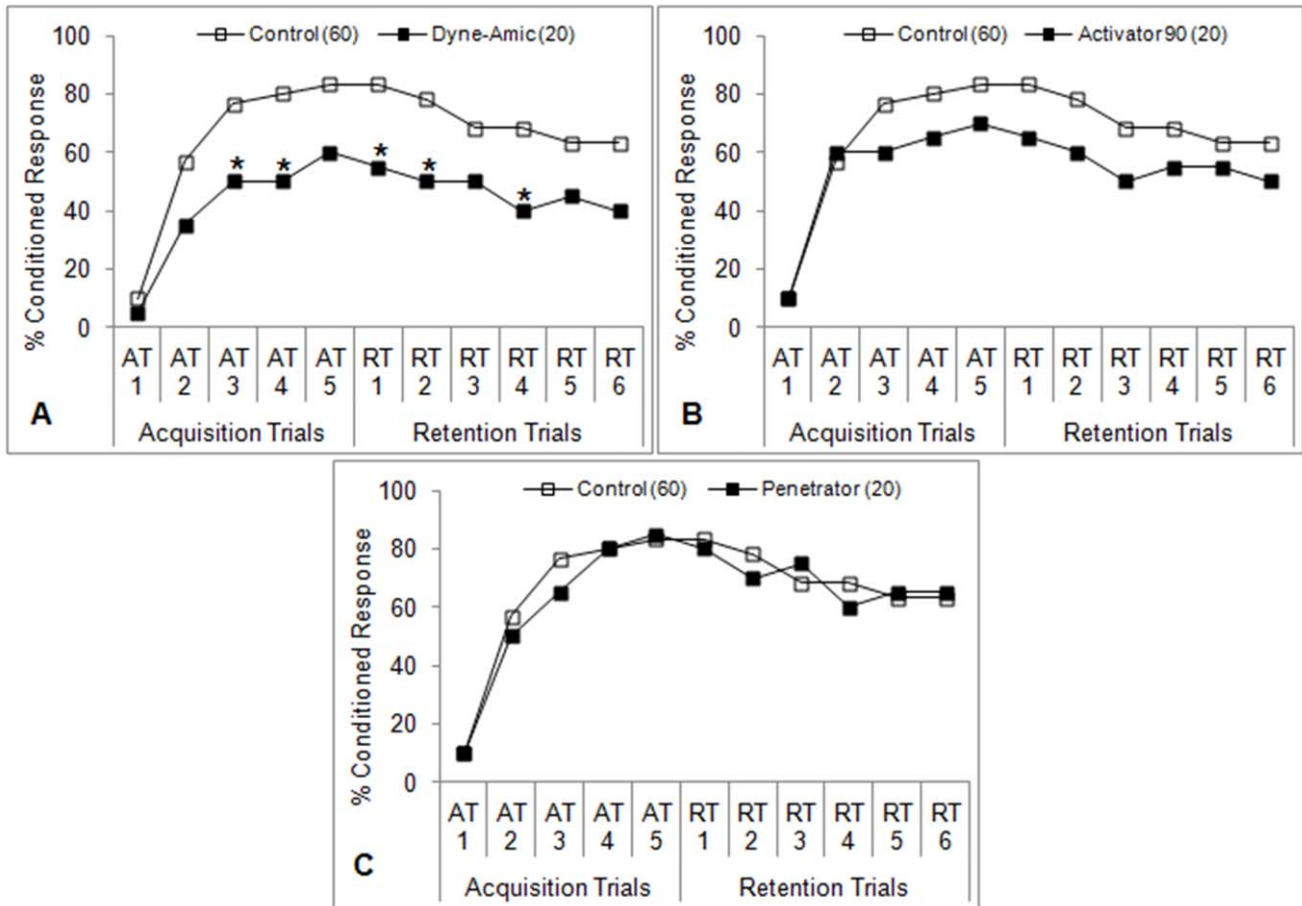 Control (60) Dyne-Amic (20)
% Conditioned Response
100
80
60
40
20
0
* * * * *
AT AT AT AT AT RT RT RT RT RT RT
1 2 3 4 5 1 2 3 4 5 6
Acquisition Trials Retention Trials
A
Control (60) Activator 90 (20)
% Conditioned Response
100
80
60
40
20
0
AT AT AT AT AT RT RT RT RT RT RT
1 2 3 4 5 1 2 3 4 5 6
Acquisition Trials Retention Trials
B
Control (60) Penetrator (20)
% Conditioned Response
100
80
60
40
20
0
AT AT AT AT AT RT RT RT RT RT RT
1 2 3 4 5 1 2 3 4 5 6
Acquisition Trials Retention Trials
C